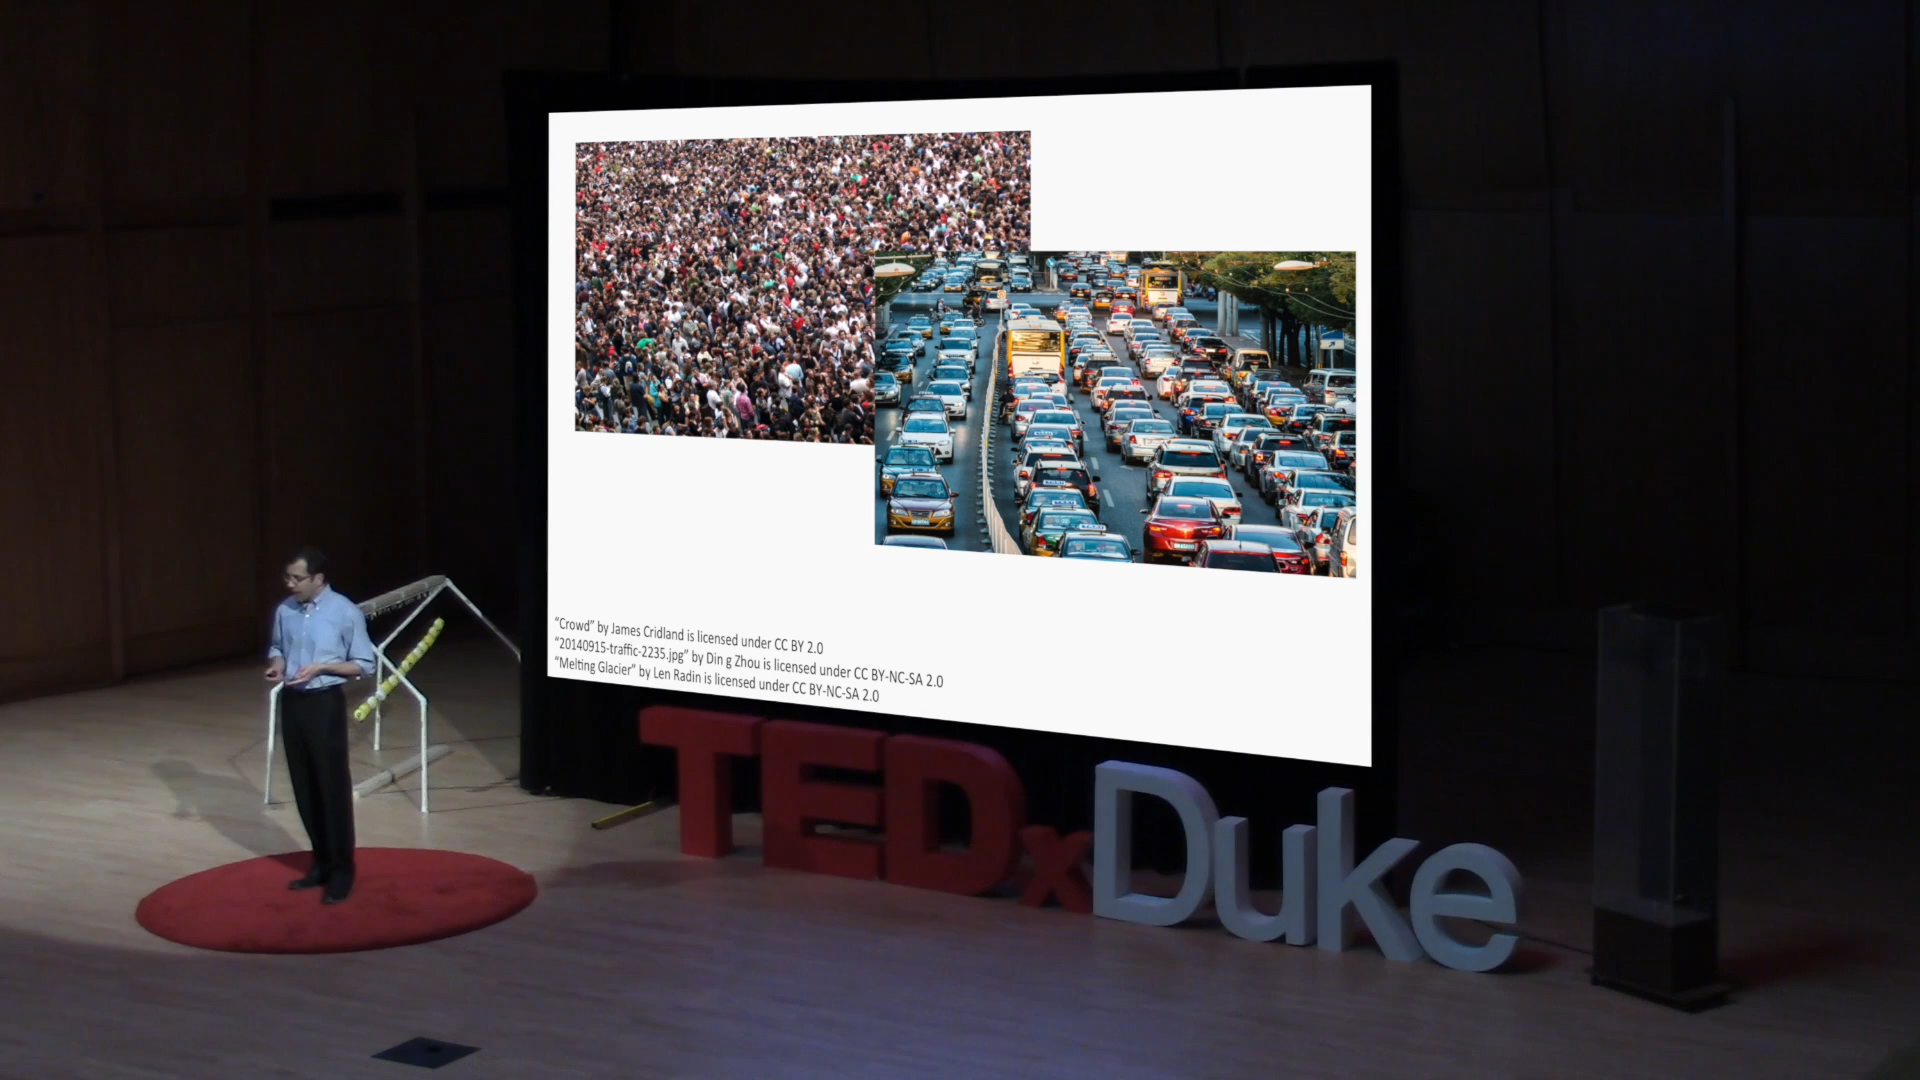 “Crowd” by James Cridland is licensed under CC BY 2.0
“20140915-traffic-2235.jpg” by Din g Zhou is licensed under CC BY-NC-SA 2.0
“Melting Glacier” by Len Radin is licensed under CC BY-NC-SA 2.0
TEDxDuke